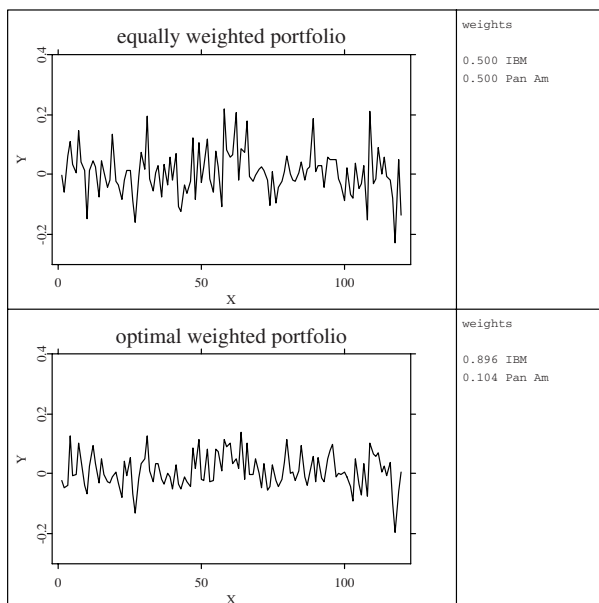 equally weighted portfolio
0.4
0.2
0
-0.2
Y
0
50
100
X
weights
0.500 IBM
0.500 Pan Am
optimal weighted portfolio
0.4
0.2
0
-0.2
Y
0
50
100
X
weights
0.896 IBM
0.104 Pan Am